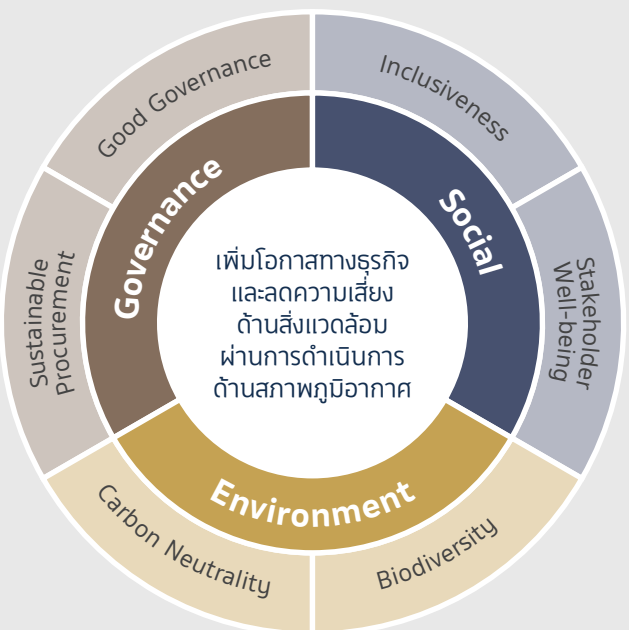 Good Governance
Inclusiveness
Governance
Social
Sustainable
Procurement
Stakeholder
Well-being
เพิ่มโอกาสทางธุรกิจ
และลดความเสี่ยง
ด้านสิ่งแวดล้อม
ผ่านการดำเนินการ
ด้านสภาพภูมิอากาศ
Environment
Carbon Neutrality
Biodiversity